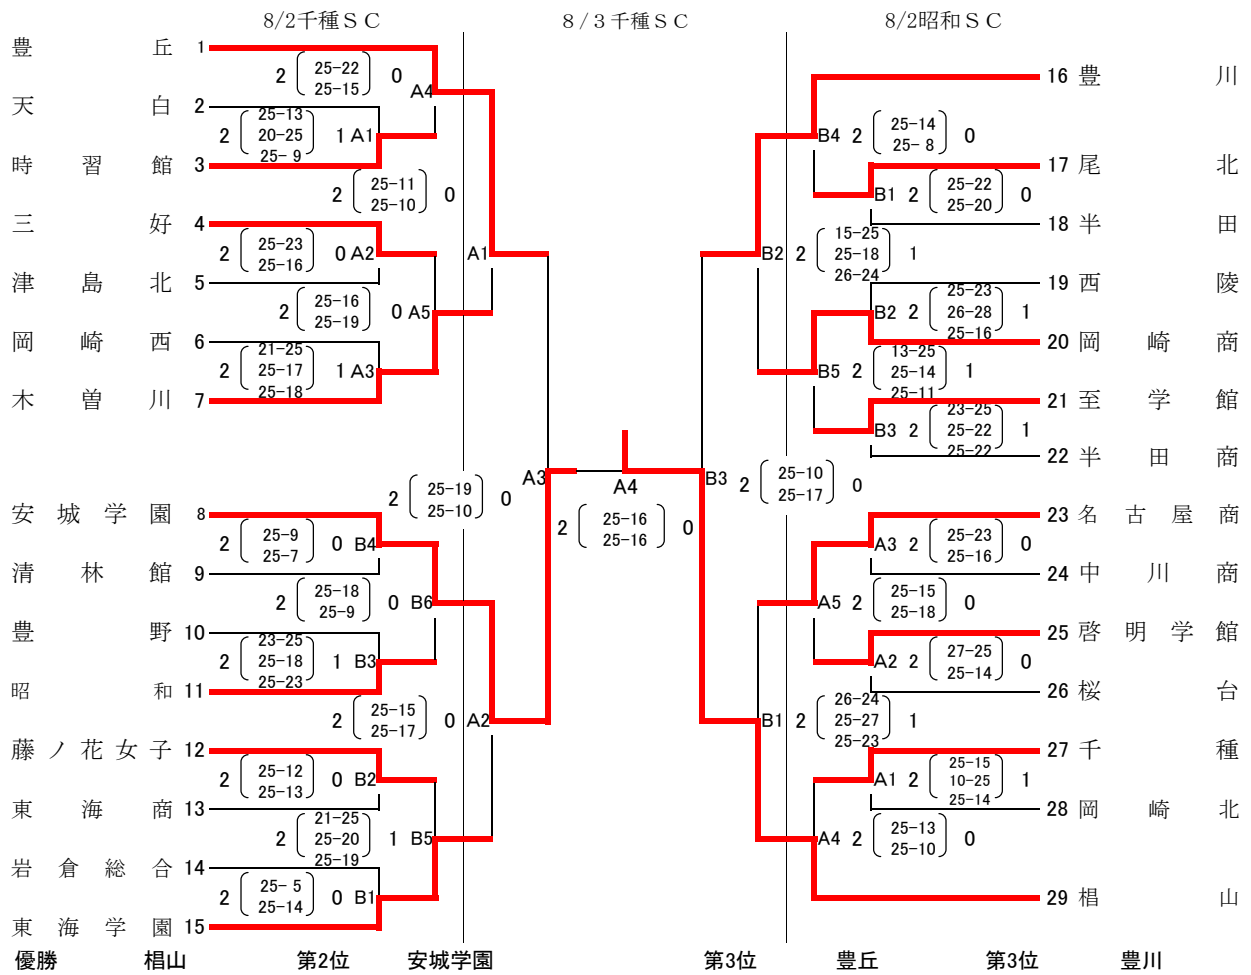 8/2千種SC 8/3千種SC 8/2昭和SC
豊丘 1
2 25-22 0
25-15
A4
16 豊川
天白 2
2 25-13 1 A1
20-25
25-9
時習館 3
B4 2 25-14 0
25-8
17 尾北
2 25-11 0
25-10
B1 2 25-22 0
25-20
三好 4
18 半田
2 25-23 0 A2
25-16
A1
B2 2 15-25 1
25-18
26-24
津島北 5
19 西陵
2 25-16 0 A5
25-19
B2 2 25-23 1
26-28
25-16
岡崎西 6
20 岡崎商
2 21-25 1 A3
25-17
25-18
B5 2 13-25 1
25-14
25-11
木曽川 7
21 至学館
B3 2 23-25 1
25-22
25-22
22 半田商
2 25-19 0
25-10
A3
A4
2 25-16 0
25-16
B3 2 25-10 0
25-17
安城学園 8
23 名古屋商
2 25-9 0 B4
25-7
A3 2 25-23 0
25-16
清林館 9
24 中川商
2 25-18 0 B6
25-9
A5 2 25-15 0
25-18
豊野 10
25 啓明学館
2 23-25 1 B3
25-18
25-23
A2 2 27-25 0
25-14
昭和 11
26 桜台
2 25-15 0 A2
25-17
B1 2 26-24 1
25-27
25-23
藤ノ花女子 12
27 千種
2 25-12 0 B2
25-13
A1 2 25-15 1
10-25
25-14
東海商 13
28 岡崎北
2 21-25 1 B5
25-20
25-19
A4 2 25-13 0
25-10
岩倉総合 14
2 25-5 0 B1
25-14
29 椙山
東海学園 15
優勝 椙山 第2位 安城学園 第3位 豊丘 第3位 豊川